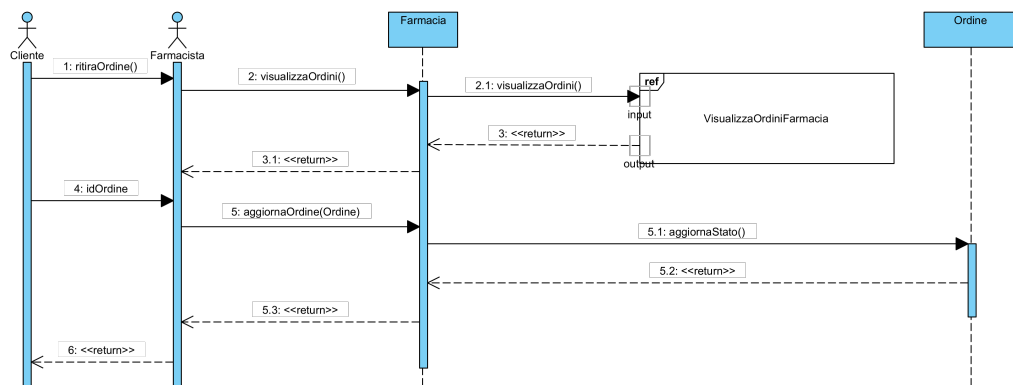 Farmacia
Ordine
Cliente
Farmacista
1: ritiraOrdine()
2: visualizzaOrdini()
2.1: visualizzaOrdini()
ref
input
VisualizzaOrdiniFarmacia
3: <<return>>
output
3.1: <<return>>
4: idOrdine
5: aggiornaOrdine(Ordine)
5.1: aggiornaStato()
5.2: <<return>>
5.3: <<return>>
6: <<return>>